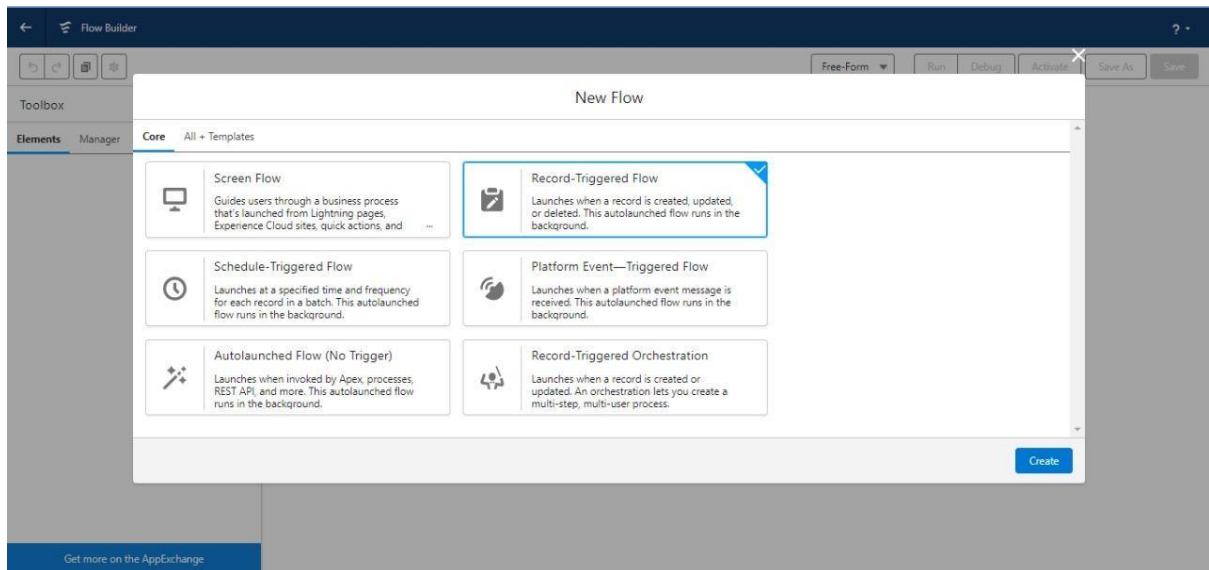 Flow Builder
?
Free-Form
Run
Debug
Activate
Save As
Save
Toolbox
Elements
Manager
New Flow
Core
All + Templates
Screen Flow
Guides users through a business process
that's launched from Lightning pages,
Experience Cloud sites, quick actions, and ...
Record-Triggered Flow
Launches when a record is created, updated,
or deleted. This autolaunched flow runs in the
background.
Schedule-Triggered Flow
Launches at a specified time and frequency
for each record in a batch. This autolaunched
flow runs in the background.
Platform Event—Triggered Flow
Launches when a platform event message is
received. This autolaunched flow runs in the
background.
Autolaunched Flow (No Trigger)
Launches when invoked by Apex, processes,
REST API, and more. This autolaunched flow
runs in the background.
Record-Triggered Orchestration
Launches when a record is created or
updated. An orchestration lets you create a
multi-step, multi-user process.
Create
Get more on the AppExchange